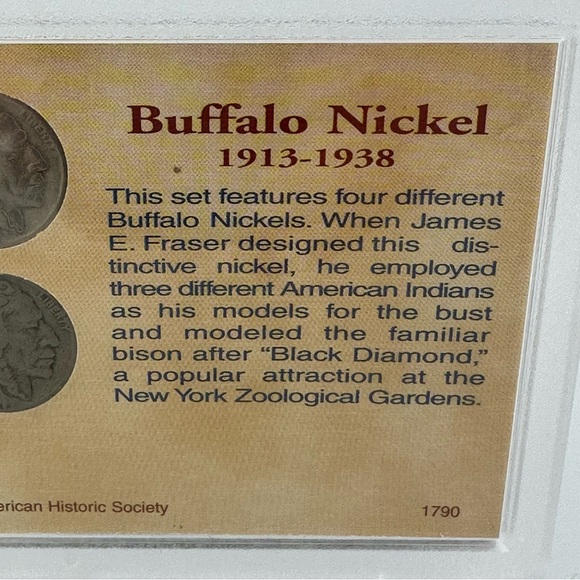 Buffalo Nickel
1913-1938
This set features four different
Buffalo Nickels. When James
E. Fraser designed this dis-
tinctive nickel, he employed
three different American Indians
as his models for the bust
and modeled the familiar
bison after “Black Diamond,”
a popular attraction at the
New York Zoological Gardens.
erican Historic Society
1790
LIBERTY